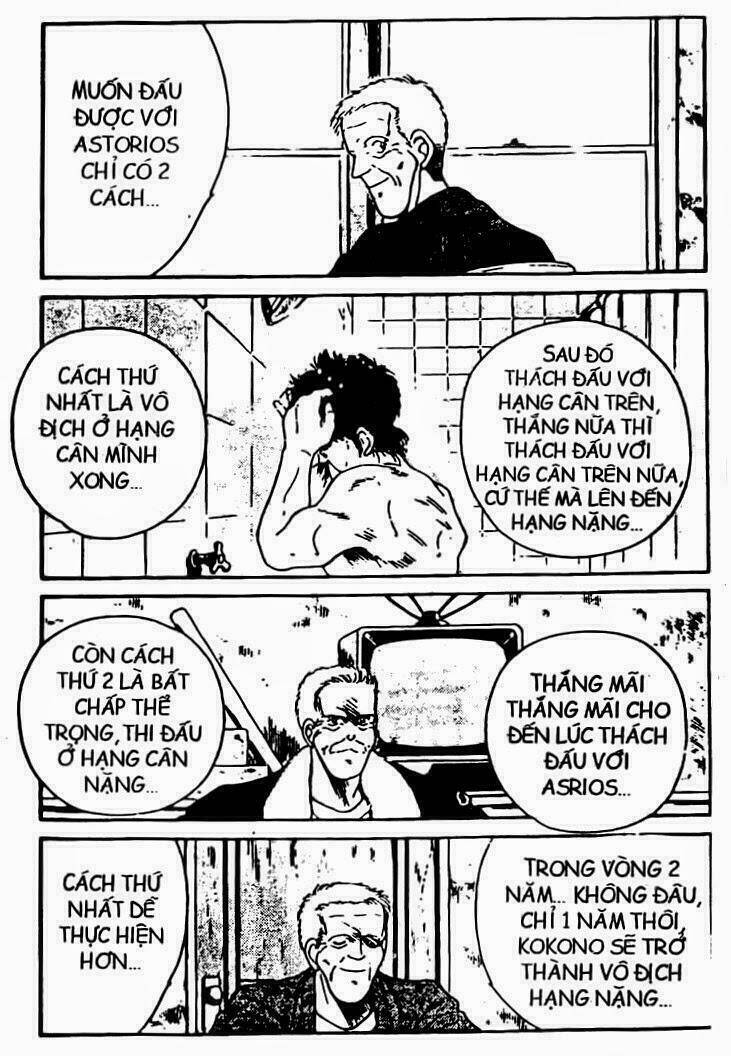 MUỐN ĐẤU
ĐƯỢC VỚI
ASTORIOS
CHỈ CÓ 2
CÁCH...
CÁCH THỨ
NHẤT LÀ VÔ
ĐỊCH Ở HẠNG
CÂN MÌNH
XONG...
SAU ĐÓ
THÁCH ĐẤU VỚI
HẠNG CÂN TRÊN,
THẮNG NỮA THÌ
THÁCH ĐẤU VỚI
HẠNG CÂN TRÊN NỮA,
CỨ THẾ MÀ LÊN ĐẾN
HẠNG NẶNG...
CÒN CÁCH
THỨ 2 LÀ BẤT
CHẤP THỂ
TRỌNG, THI ĐẤU
Ở HẠNG CÂN
NẶNG...
THẮNG MÃI
THẮNG MÃI CHO
ĐẾN LÚC THÁCH
ĐẤU VỚI
ASRIOS...
CÁCH THỨ
NHẤT DỄ
THỰC HIỆN
HƠN...
TRONG VÒNG 2
NĂM... KHÔNG ĐÂU,
CHỈ 1 NĂM THÔI,
KOKONO SẼ TRỞ
THÀNH VÔ ĐỊCH
HẠNG NẶNG...